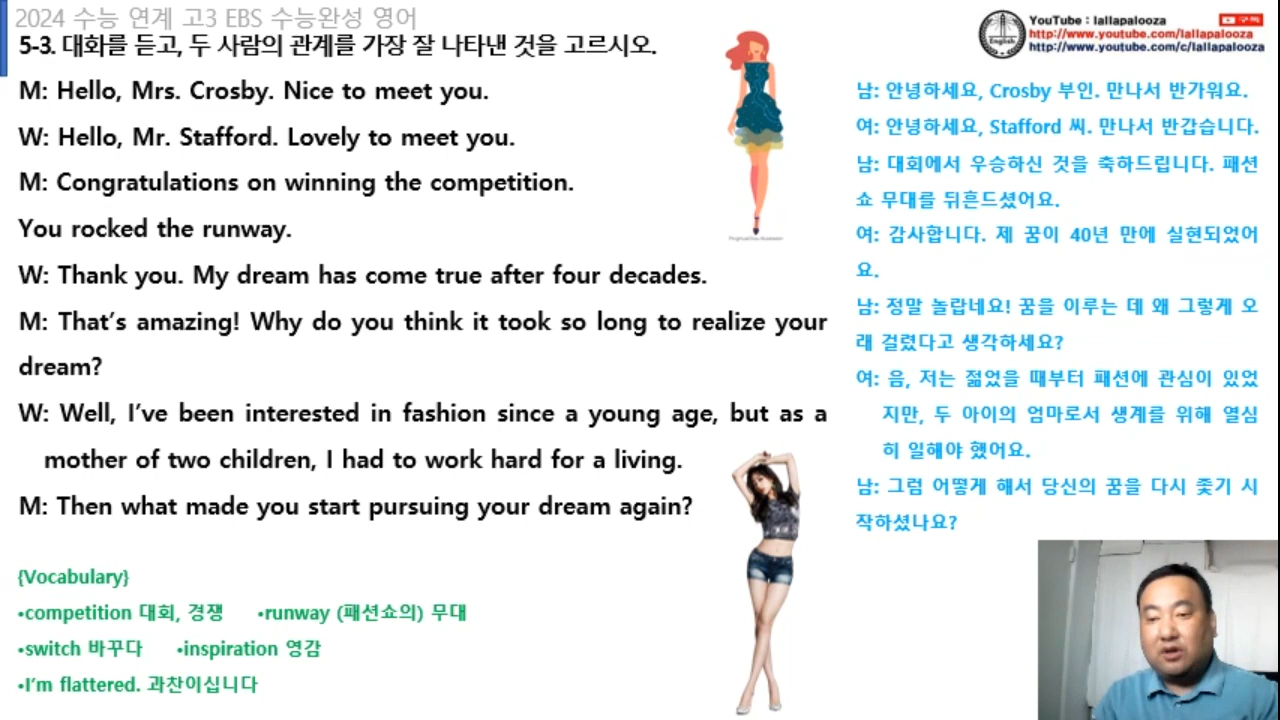 2024 수능 연계 고3 EBS 수능완성 영어
5-3. 대화를 듣고, 두 사람의 관계를 가장 잘 나타낸 것을 고르시오.
M: Hello, Mrs. Crosby. Nice to meet you.
W: Hello, Mr. Stafford. Lovely to meet you.
M: Congratulations on winning the competition.
You rocked the runway.
W: Thank you. My dream has come true after four decades.
M: That's amazing! Why do you think it took so long to realize your
dream?
W: Well, I've been interested in fashion since a young age, but as a
mother of two children, I had to work hard for a living.
M: Then what made you start pursuing your dream again?
{Vocabulary}
•competition 대회, 경쟁 •runway (패션쇼의) 무대
•switch 바꾸다 •inspiration 영감
•I'm flattered. 과찬이십니다
English
YouTube : lallapalooza
구독
http://www.youtube.com/lallapalooza
http://www.youtube.com/c/lallapalooza
남: 안녕하세요, Crosby 부인. 만나서 반가워요.
여: 안녕하세요, Stafford 씨. 만나서 반갑습니다.
남: 대회에서 우승하신 것을 축하드립니다. 패션
쇼 무대를 뒤흔드셨어요.
여: 감사합니다. 제 꿈이 40년 만에 실현되었어
요.
남: 정말 놀랍네요! 꿈을 이루는 데 왜 그렇게 오
래 걸렸다고 생각하세요?
여: 음, 저는 젊었을 때부터 패션에 관심이 있었
지만, 두 아이의 엄마로서 생계를 위해 열심
히 일해야 했어요.
남: 그럼 어떻게 해서 당신의 꿈을 다시 좇기 시
작하셨나요?